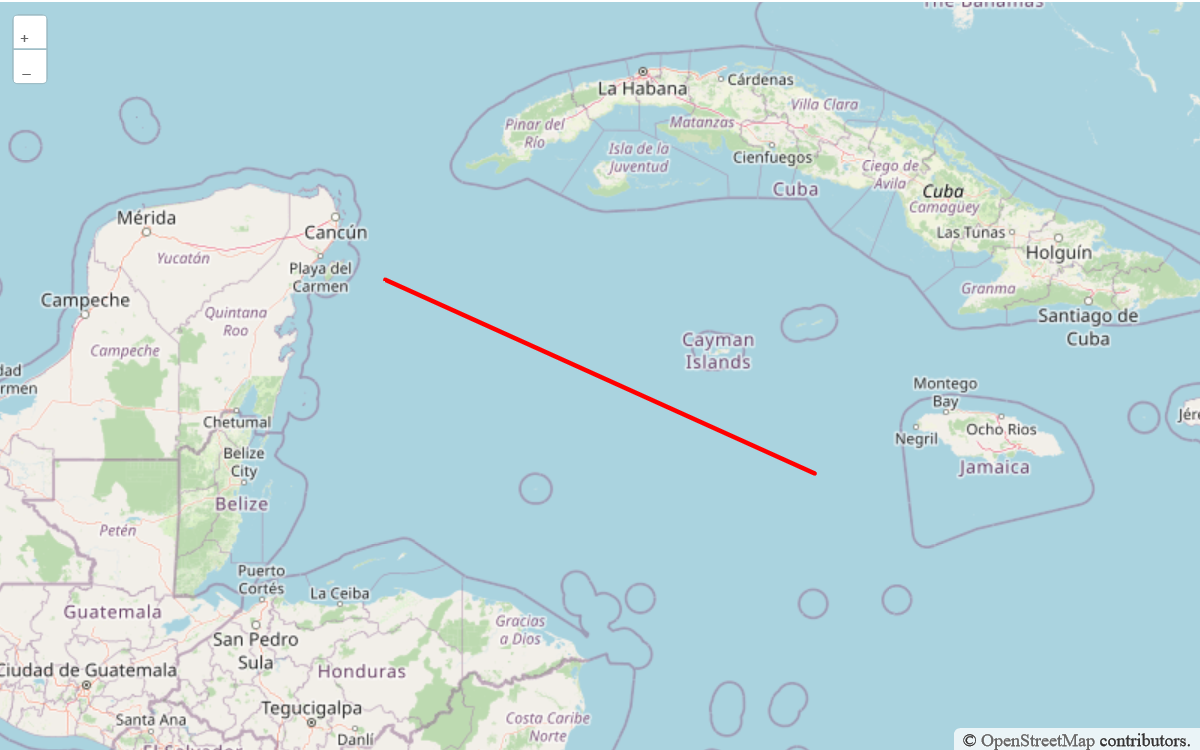 The Bahamas
+
–
La Habana
Cárdenas
Villa Clara
Pinar del
Río
Matanzas
Isla de la
Juventud
Cienfuegos
Ciego de
Ávila
Cuba
Cuba
Camagüey
Las Tunas
Holguín
Granma
Santiago de
Cuba
Mérida
Cancún
Yucatán
Playa del
Carmen
Campeche
Quintana
Roo
Campeche
dad
rmen
Cayman
Islands
Montego
Bay
Negril
Ocho Rios
Jamaica
Jére
Chetumal
Belize
City
Belize
Petén
Puerto
Cortés
La Ceiba
Guatemala
San Pedro
Sula
Gracias
a Dios
Ciudad de Guatemala
Honduras
Tegucigalpa
Santa Ana
Danlí
El Salvador
Costa Caribe
Norte
© OpenStreetMap contributors.